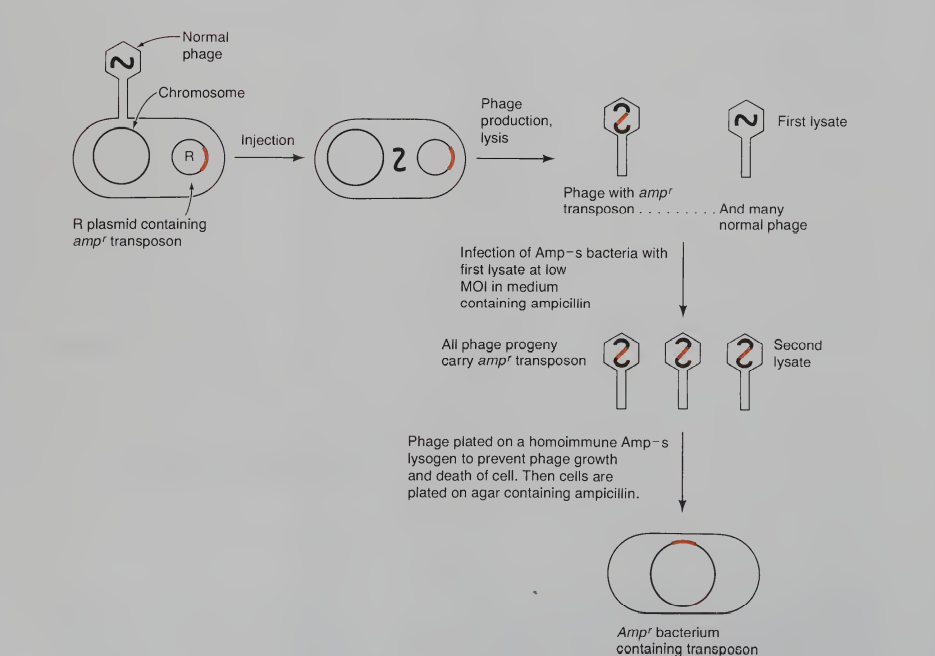 Normal
phage
Chromosome
R
R plasmid containing
ampʳ transposon
Injection
Phage
production,
lysis
First lysate
Phage with ampʳ
transposon . . . . . . . . . And many
normal phage
Infection of Amp-s bacteria with
first lysate at low
MOI in medium
containing ampicillin
All phage progeny
carry ampʳ transposon
Second
lysate
Phage plated on a homoimmune Amp-s
lysogen to prevent phage growth
and death of cell. Then cells are
plated on agar containing ampicillin.
Ampʳ bacterium
containing transposon